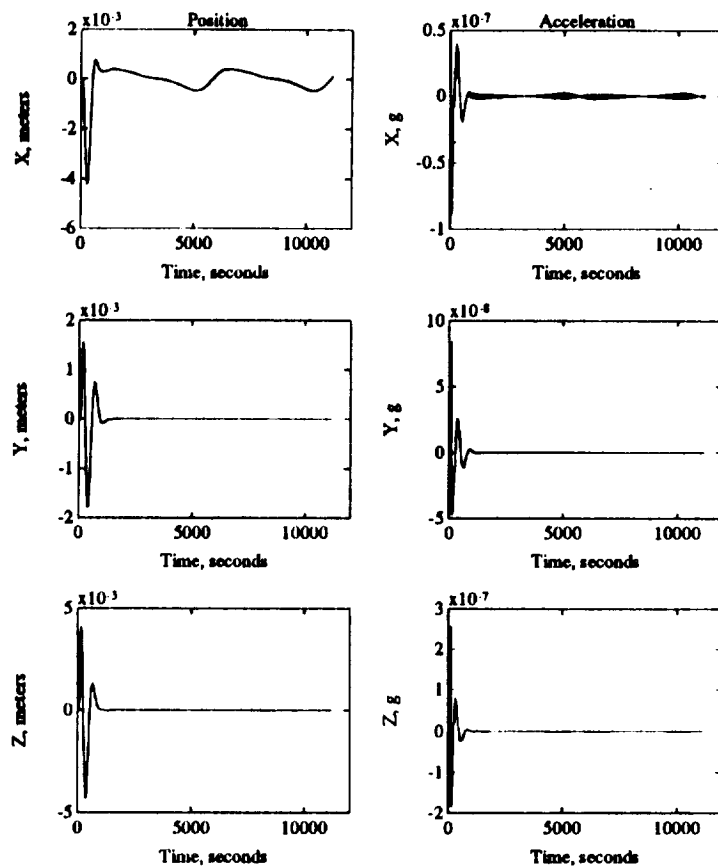 Position
x10-3
2
0
-2
-4
-6
X, meters
0
5000
10000
Time, seconds
Acceleration
x10-7
0.5
0
-0.5
-1
X, g
0
5000
10000
Time, seconds
x10-3
2
1
0
-1
-2
Y, meters
0
5000
10000
Time, seconds
x10-8
10
5
0
-5
Y, g
0
5000
10000
Time, seconds
x10-3
5
0
-5
Z, meters
0
5000
10000
Time, seconds
x10-7
3
2
1
0
-1
-2
Z, g
0
5000
10000
Time, seconds